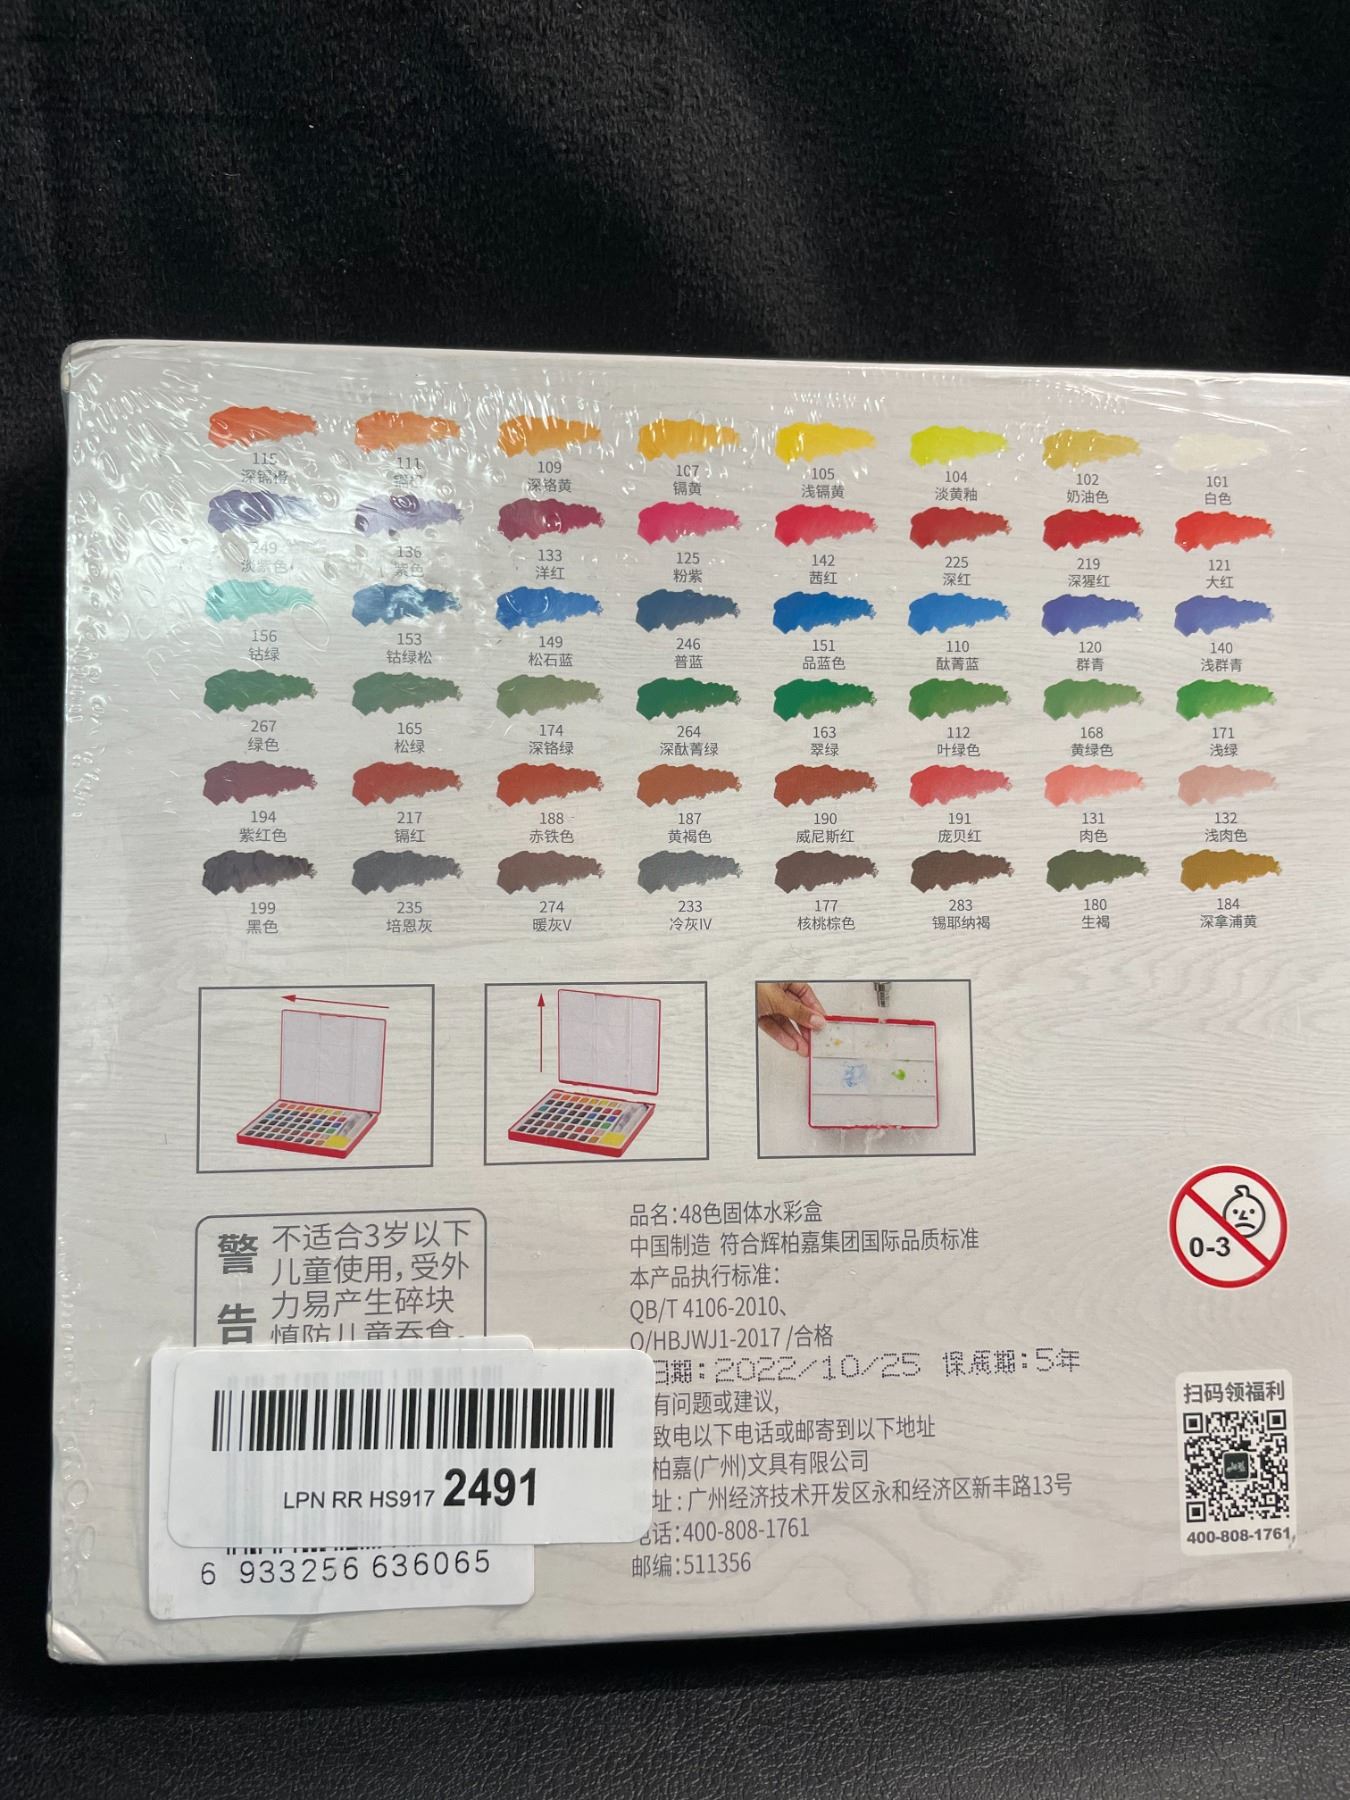 115 111 109 107 105 104 102 101
深镉橙 镉橙 深铬黄 镉黄 浅镉黄 淡黄釉 奶油色 白色
249 136 133 125 142 225 219 121
淡紫色 紫色 洋红 粉紫 茜红 深红 深猩红 大红
156 153 149 246 151 110 120 140
钴绿 钴绿松 松石蓝 普蓝 品蓝色 酞菁蓝 群青 浅群青
267 165 174 264 163 112 168 171
绿色 松绿 深铬绿 深酞菁绿 翠绿 叶绿色 黄绿色 浅绿
194 217 188 187 190 191 131 132
紫红色 镉红 赤铁色 黄褐色 威尼斯红 庞贝红 肉色 浅肉色
199 235 274 233 177 283 180 184
黑色 培恩灰 暖灰V 冷灰IV 核桃棕色 锡耶纳褐 生褐 深拿浦黄
警告
不适合3岁以下
儿童使用，受外
力易产生碎块
慎防儿童吞食。
品名：48色固体水彩盒
中国制造 符合辉柏嘉集团国际品质标准
本产品执行标准：
QB/T 4106-2010、
Q/HBJWJ1-2017 /合格
日期：2022/10/25 保质期：5年
有问题或建议，
致电以下电话或邮寄到以下地址
柏嘉(广州)文具有限公司
址：广州经济技术开发区永和经济区新丰路13号
电话：400-808-1761
邮编：511356
0-3
扫码领福利
400-808-1761
LPN RR HS917 2491
6 933256 636065